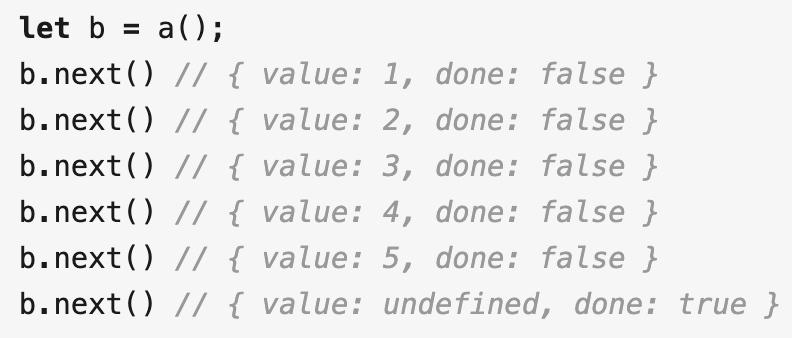 let b = a();
b.next() // { value: 1, done: false }
b.next() // { value: 2, done: false }
b.next() // { value: 3, done: false }
b.next() // { value: 4, done: false }
b.next() // { value: 5, done: false }
b.next() // { value: undefined, done: true }